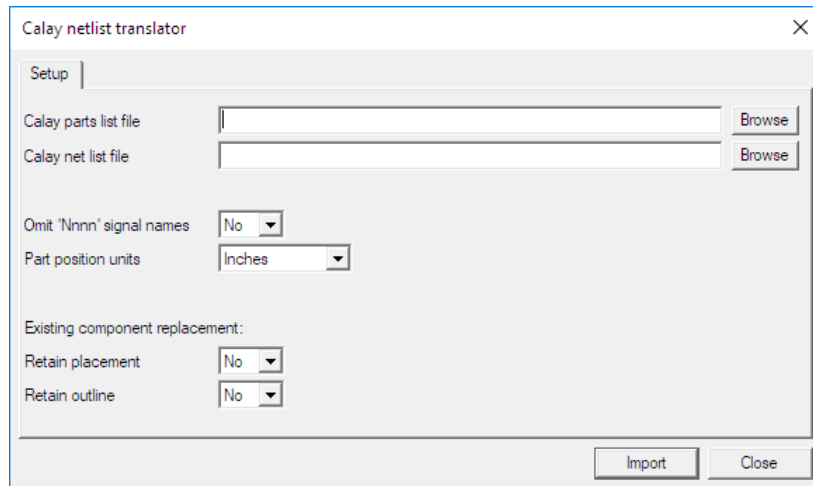 Calay netlist translator
Setup
Calay parts list file Browse
Calay net list file Browse
Omit 'Nnnn' signal names No
Part position units Inches
Existing component replacement:
Retain placement No
Retain outline No
Import Close